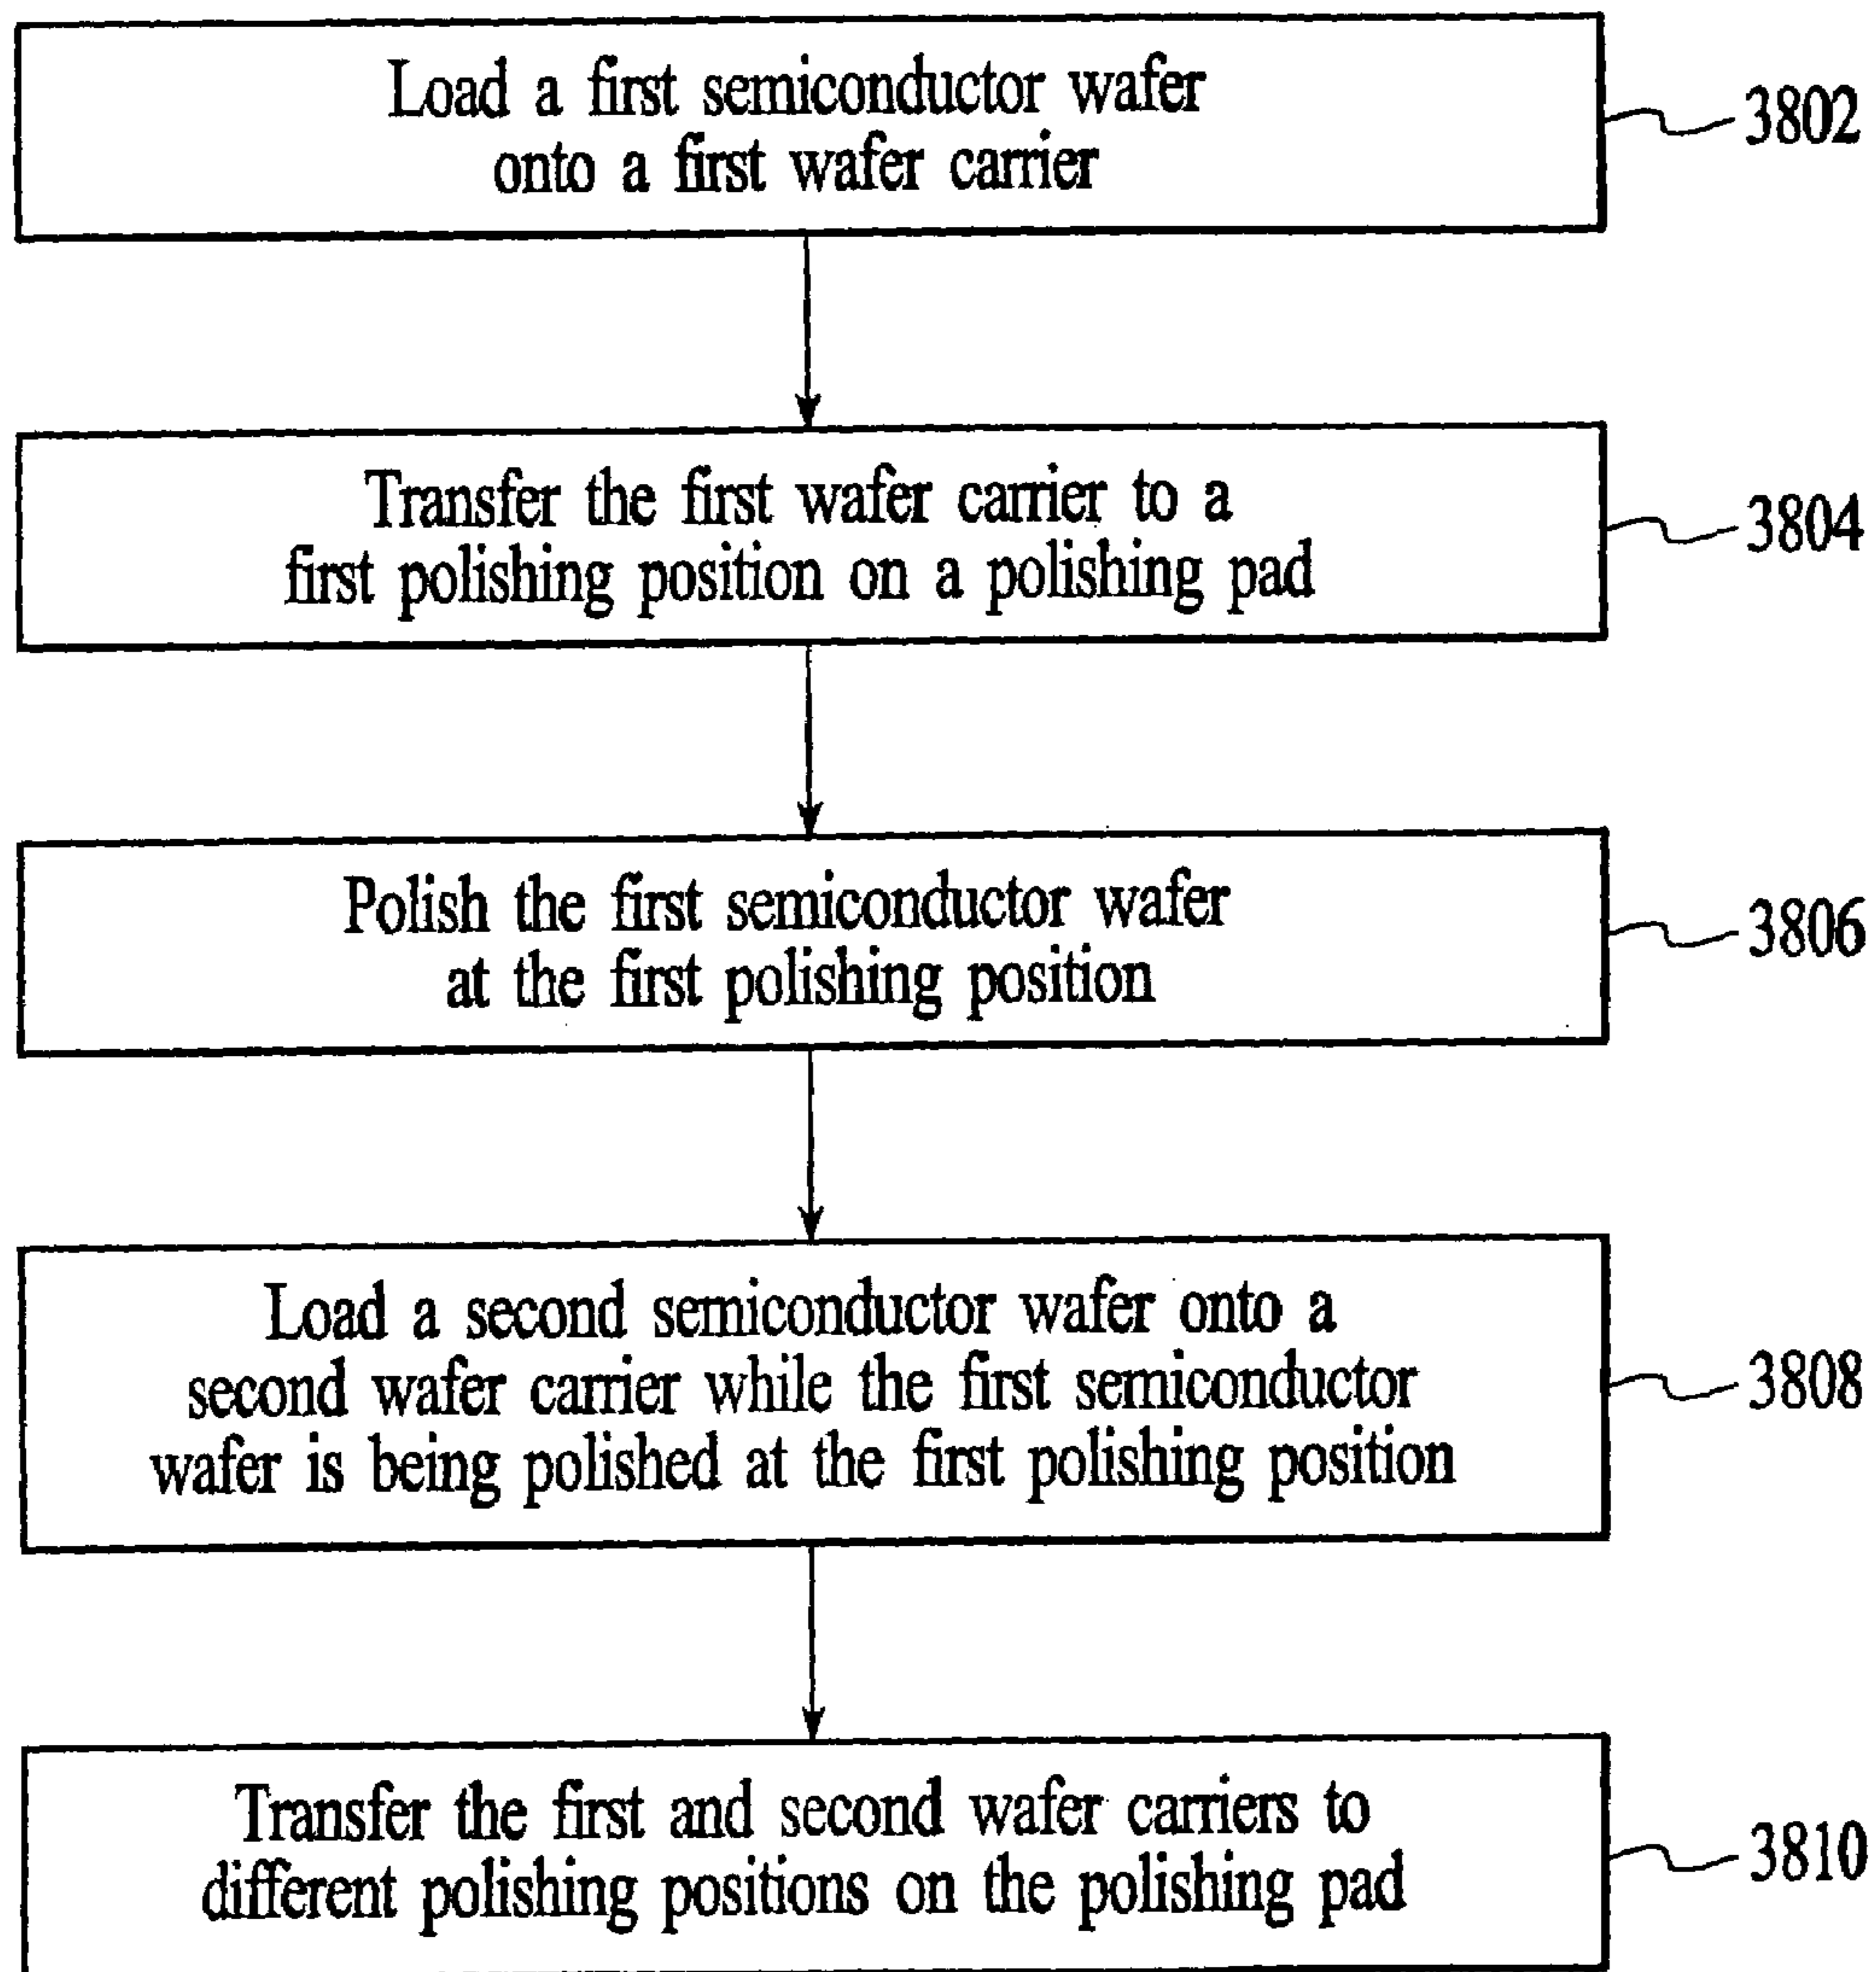 Load a first semiconductor wafer
onto a first wafer carrier
3802
Transfer the first wafer carrier to a
first polishing position on a polishing pad
3804
Polish the first semiconductor wafer
at the first polishing position
3806
Load a second semiconductor wafer onto a
second wafer carrier while the first semiconductor
wafer is being polished at the first polishing position
3808
Transfer the first and second wafer carriers to
different polishing positions on the polishing pad
3810